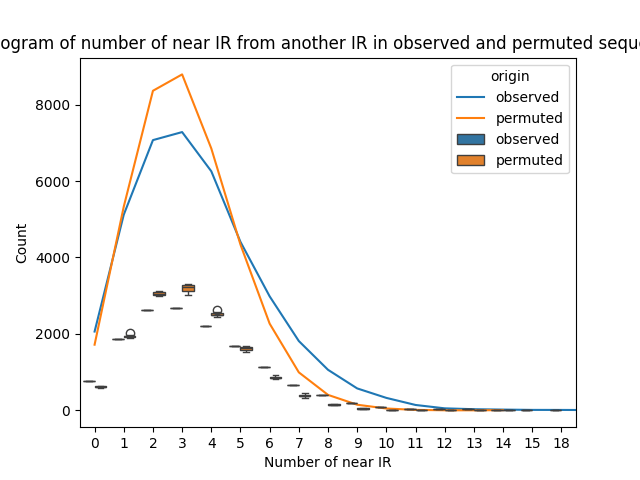 ogram of number of near IR from another IR in observed and permuted sequ
origin
observed
permuted
observed
permuted
Count
8000
6000
4000
2000
0
0 1 2 3 4 5 6 7 8 9 10 11 12 13 14 15 18
Number of near IR